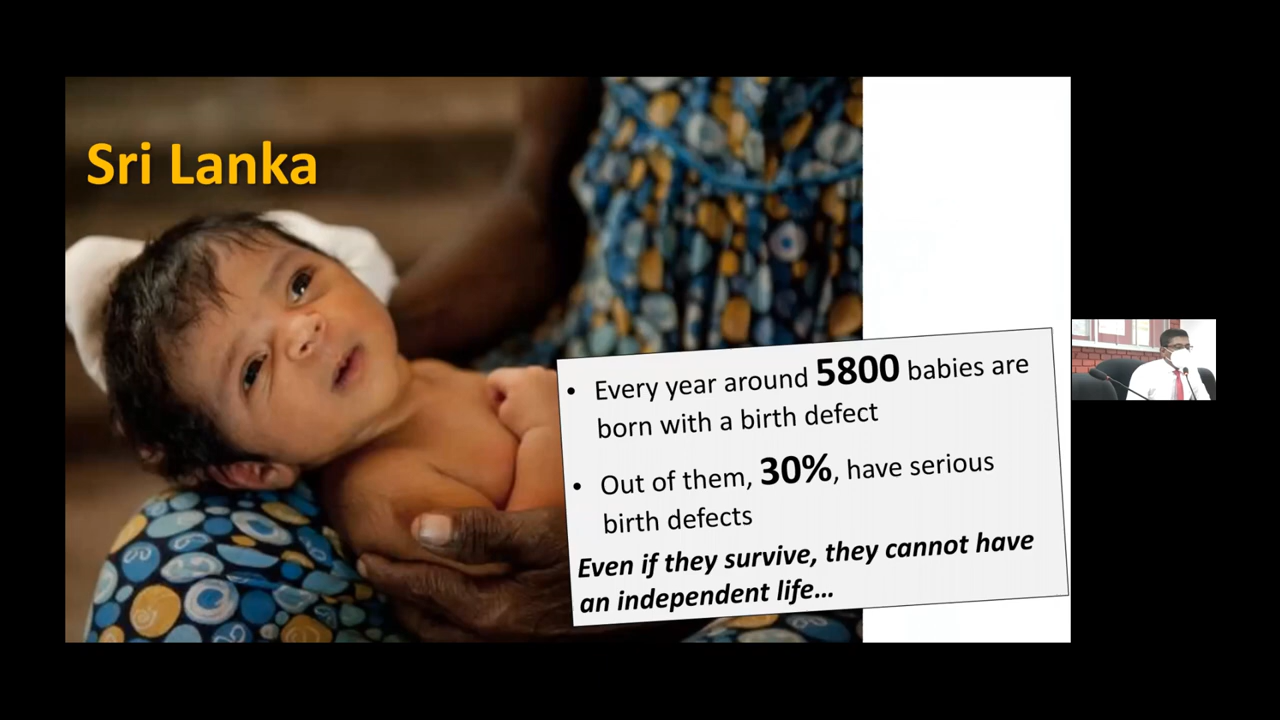 Sri Lanka
• Every year around 5800 babies are
born with a birth defect
• Out of them, 30%, have serious
birth defects
Even if they survive, they cannot have
an independent life...